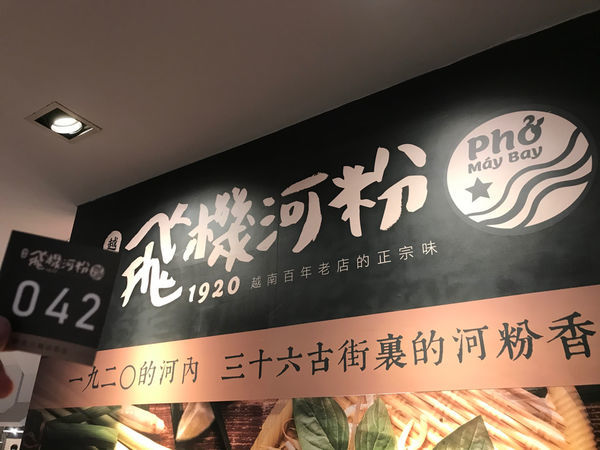 Phở
Máy Bay
越
飛機河粉
1920 越南百年老店的正宗味
飛機河粉
042
一九二〇的河內 三十六古街裏的河粉香